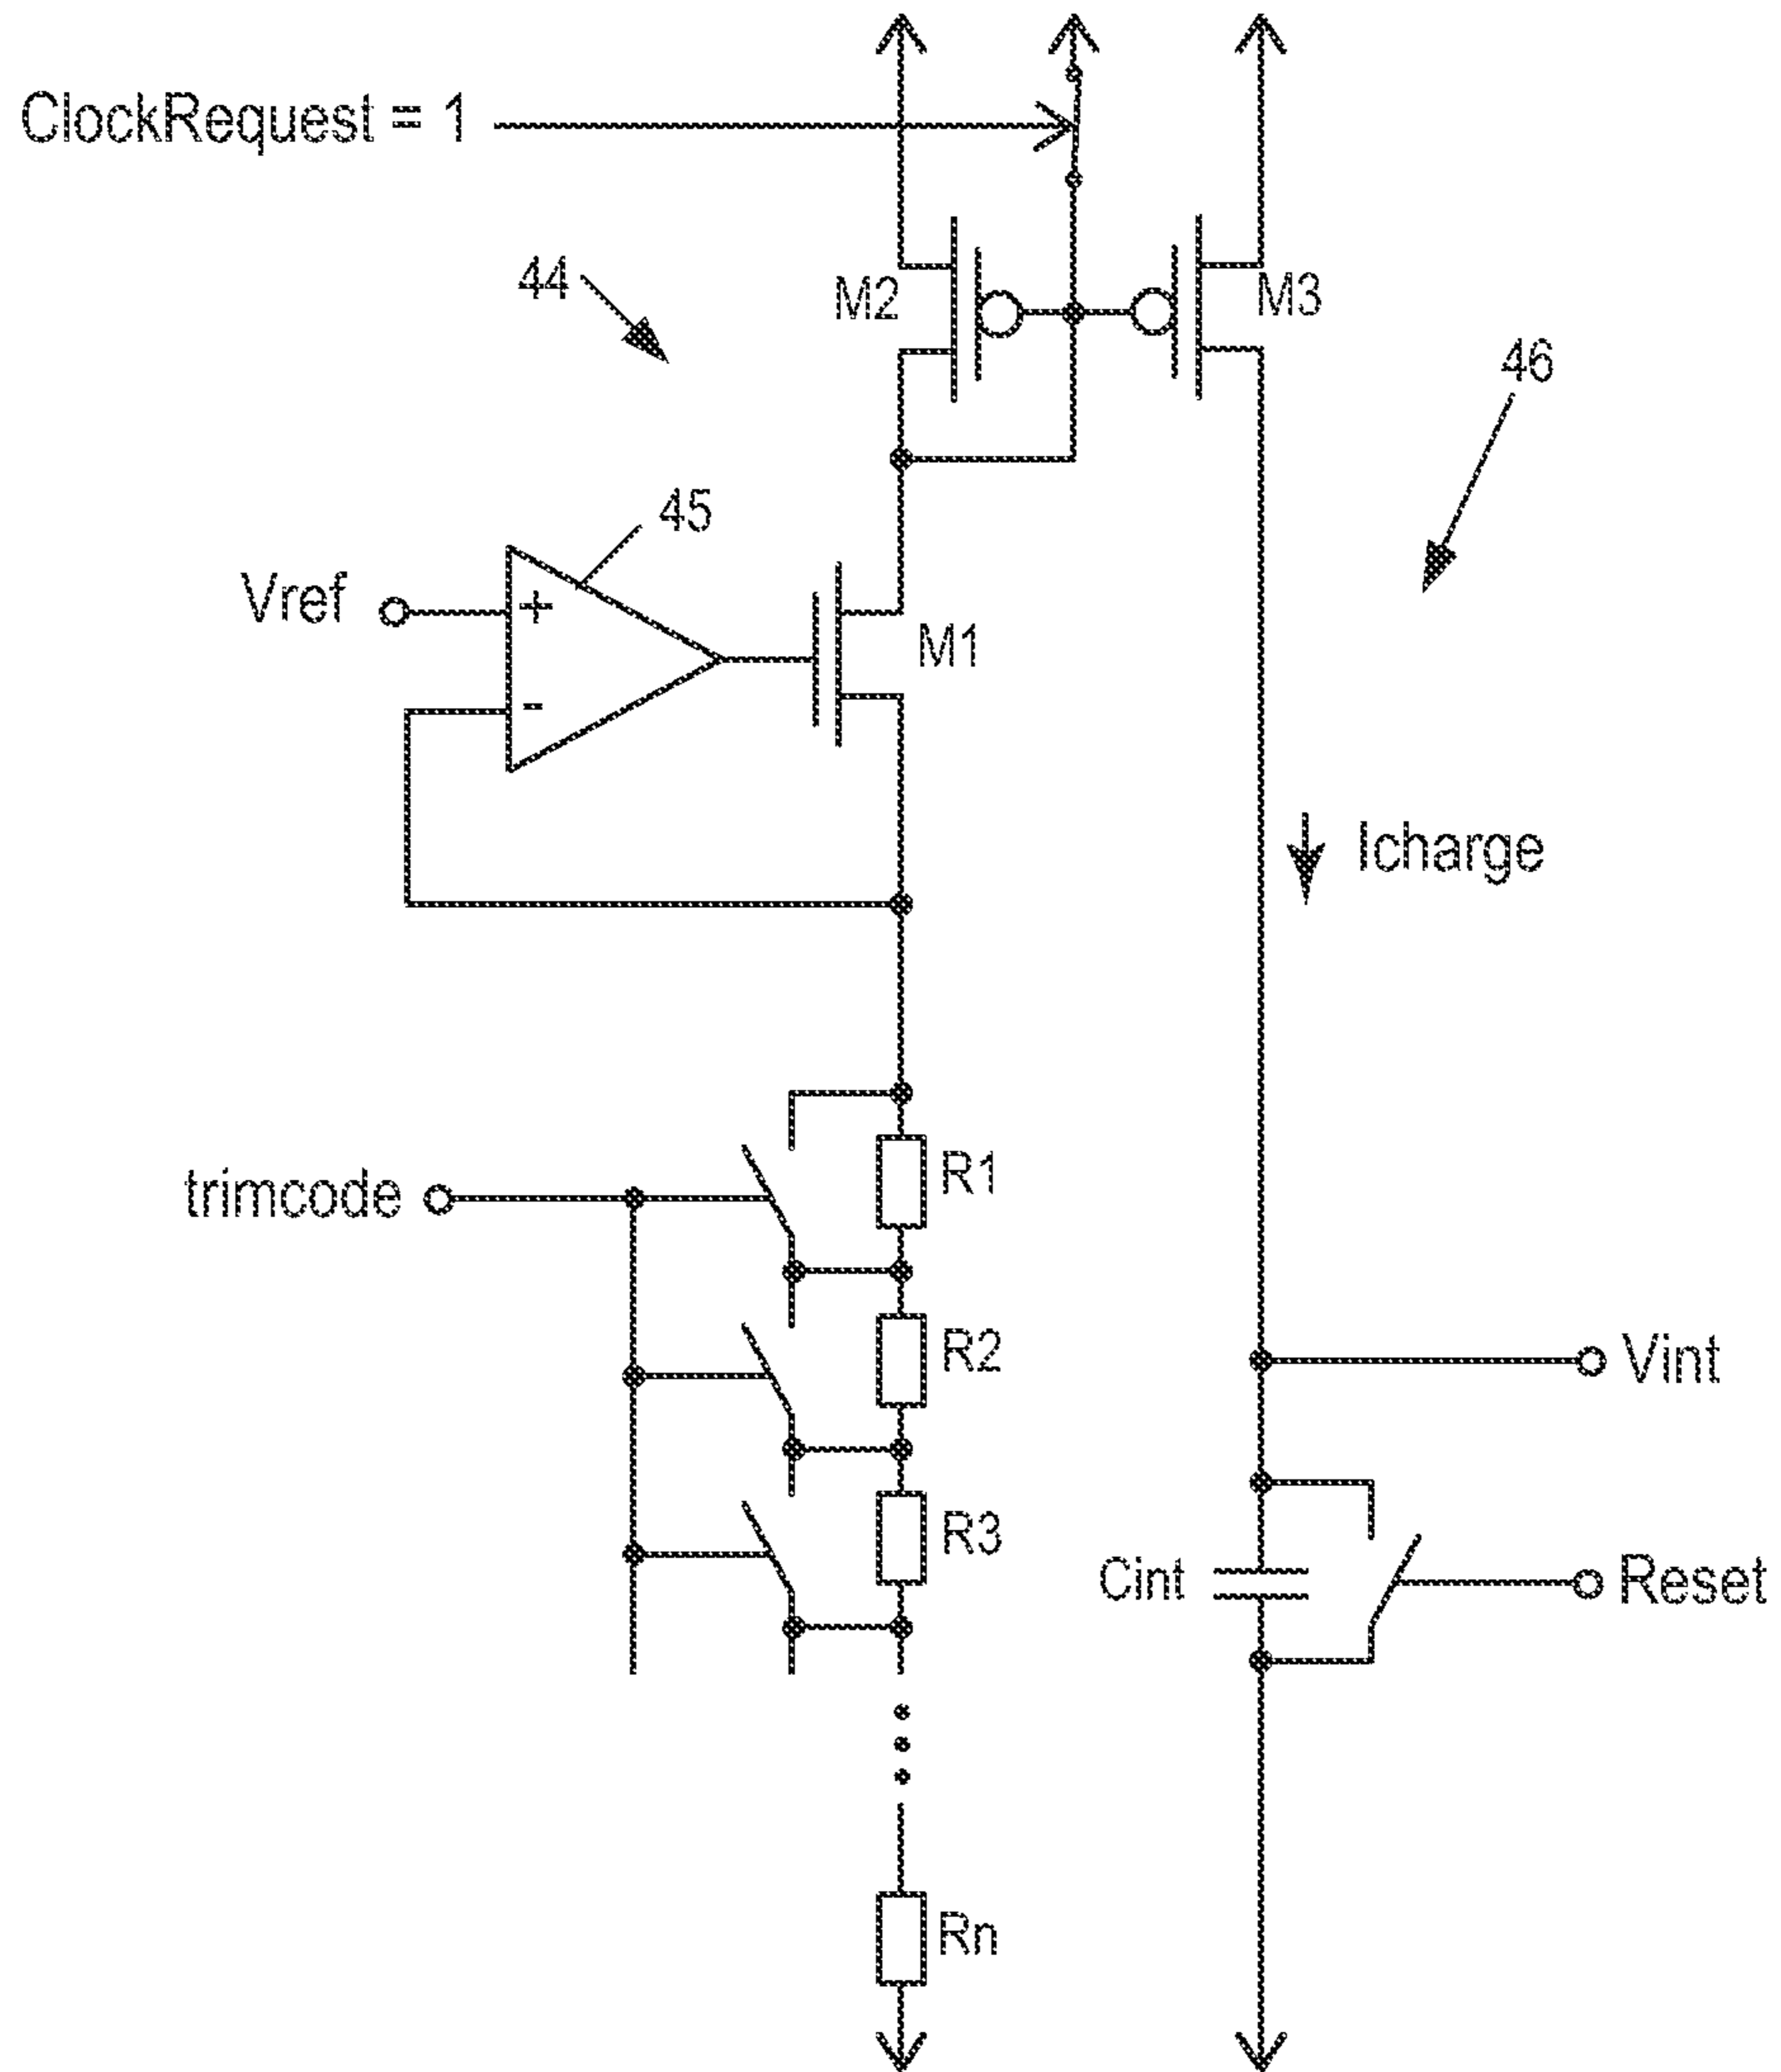 ClockRequest = 1
44
M2
M3
46
45
Vref
+
-
M1
Icharge
trimcode
R1
R2
Vint
R3
Cint
Reset
Rn